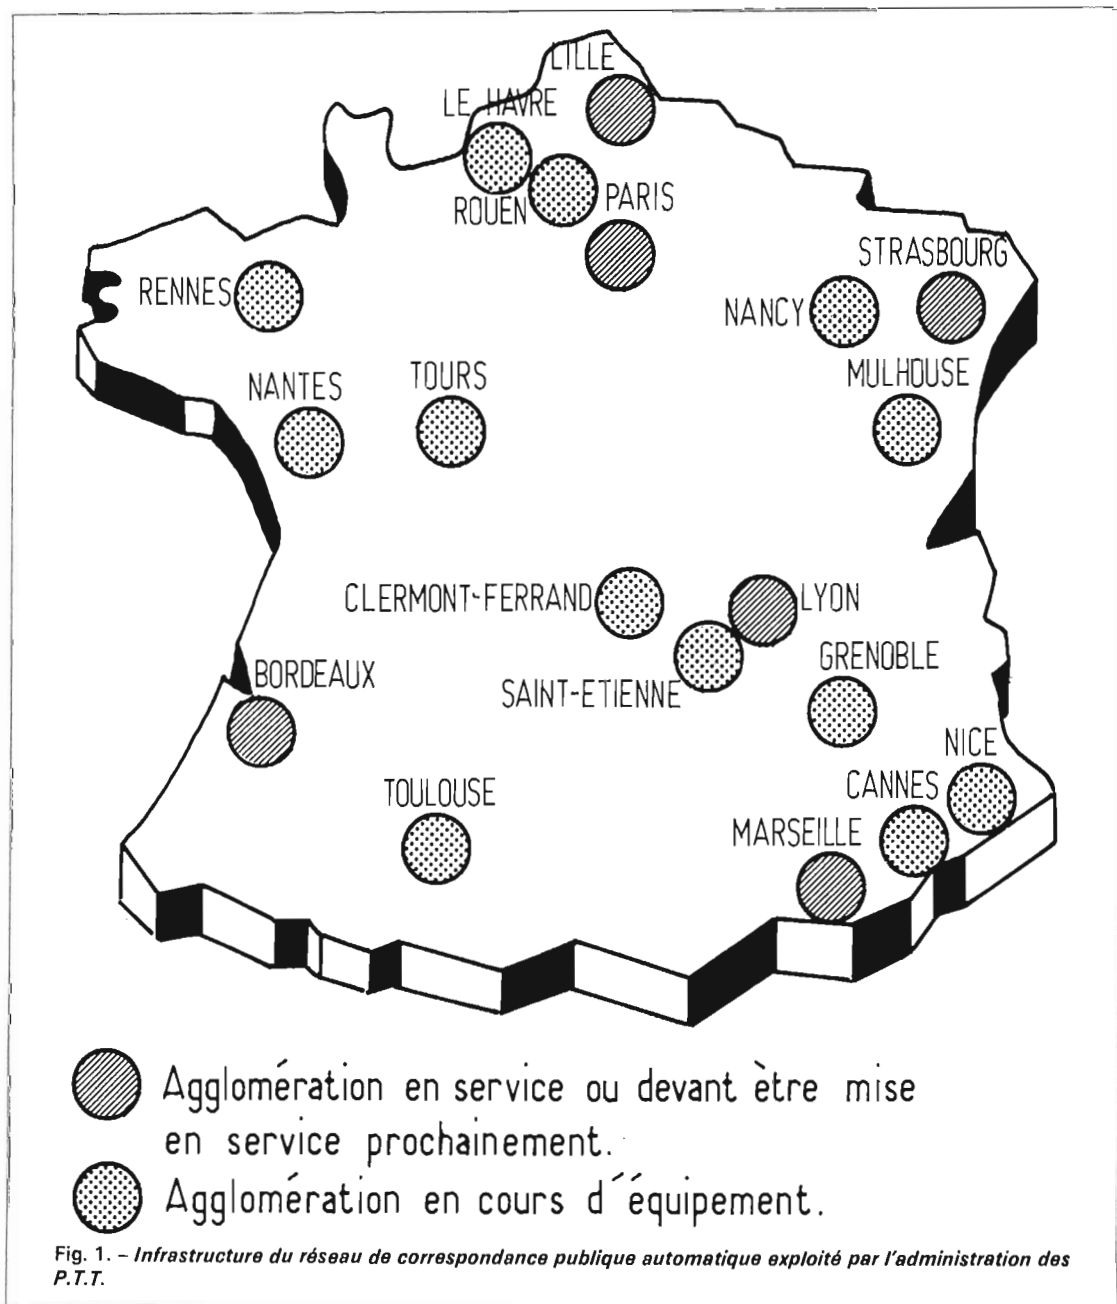 LILLE
LE HAVRE
ROUEN
PARIS
STRASBOURG
RENNES
NANCY
NANTES
TOURS
MULHOUSE
CLERMONT-FERRAND
LYON
SAINT-ETIENNE
GRENOBLE
BORDEAUX
NICE
TOULOUSE
CANNES
MARSEILLE
Agglomération en service ou devant ètre mise
en service prochainement.
Agglomération en cours d'équipement.
Fig. 1. – Infrastructure du réseau de correspondance publique automatique exploité par l'administration des
P.T.T.